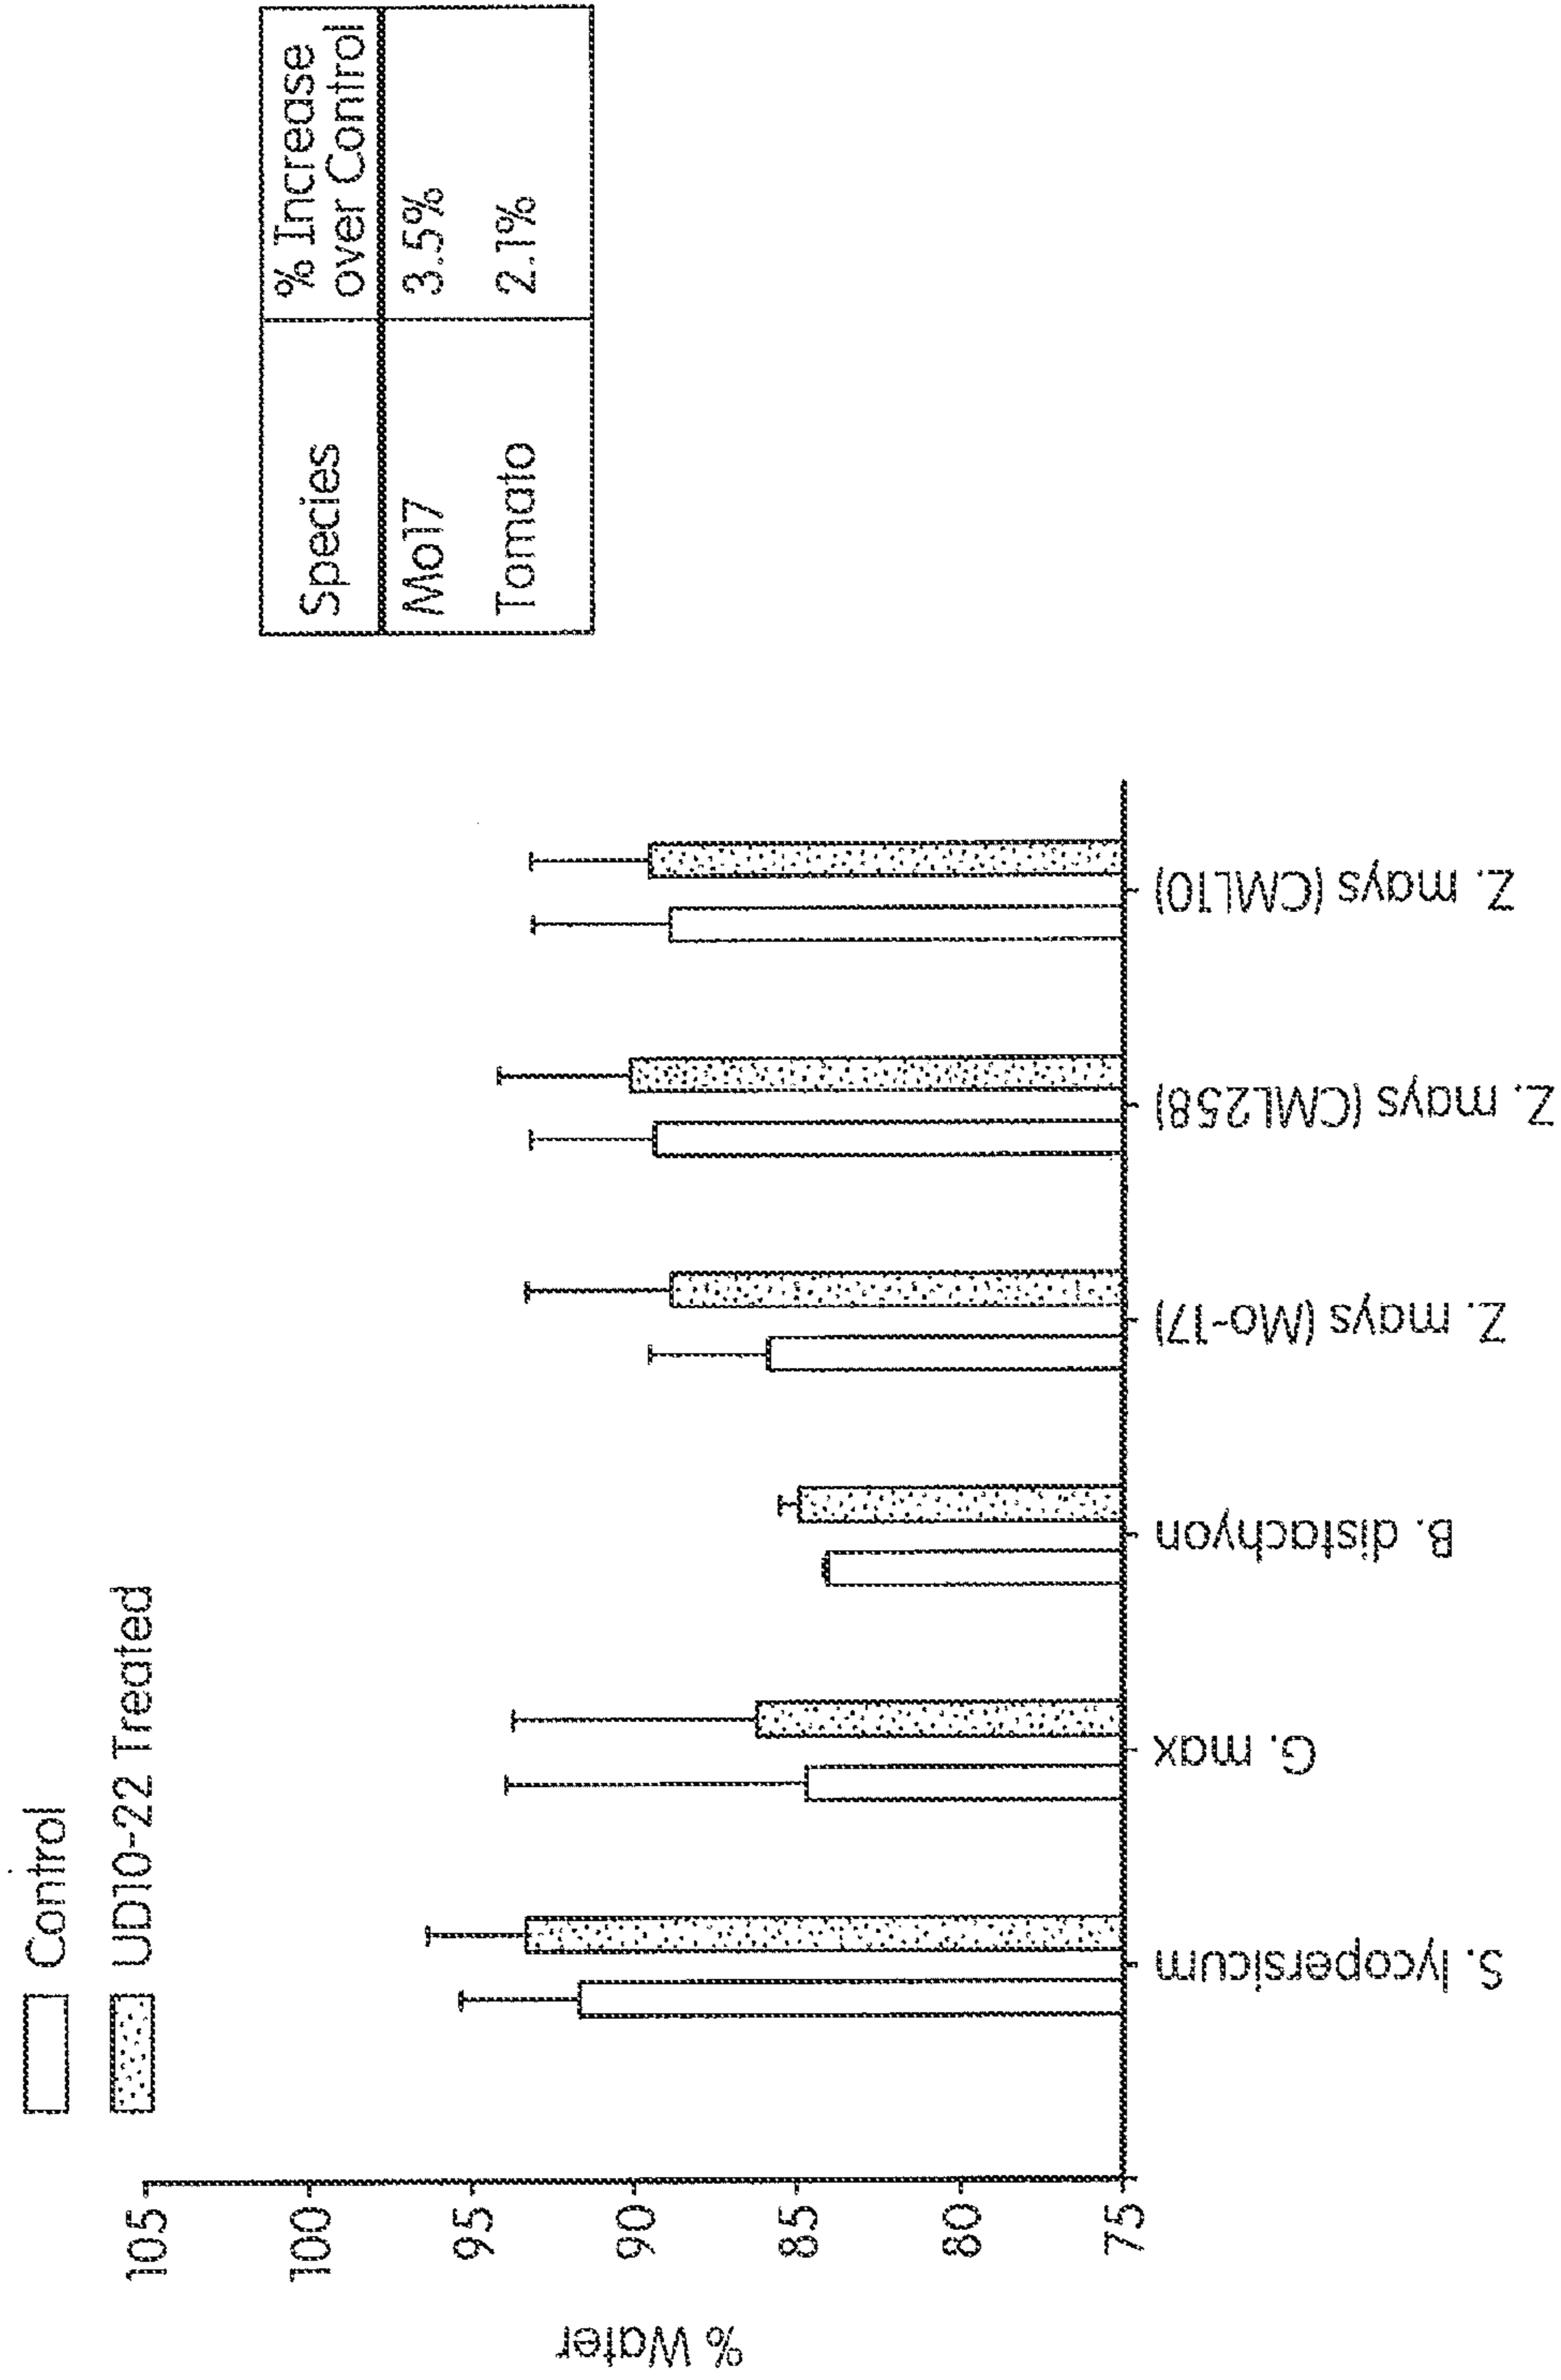 Control
UD10-22 Treated
Species
% Increase
over Control
Mo17
3.5%
Tomato
2.1%
% Water
105
100
95
90
85
80
75
S. lycopersicum
G. max
B. distachyon
Z. mays (Mo-17)
Z. mays (CML258)
Z. mays (CML10)